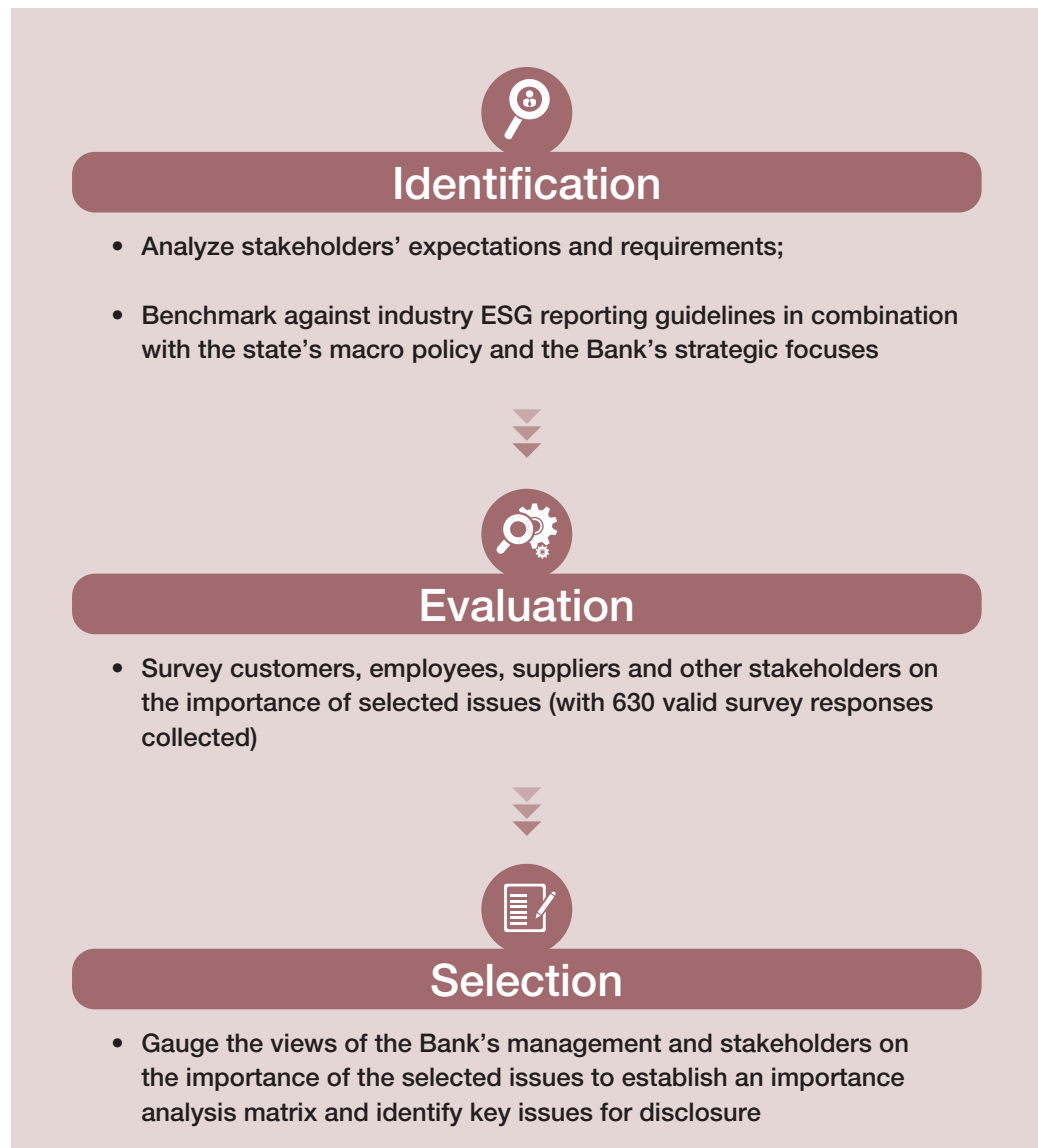 Identification
• Analyze stakeholders’ expectations and requirements;
• Benchmark against industry ESG reporting guidelines in combination
with the state’s macro policy and the Bank’s strategic focuses
Evaluation
• Survey customers, employees, suppliers and other stakeholders on
the importance of selected issues (with 630 valid survey responses
collected)
Selection
• Gauge the views of the Bank’s management and stakeholders on
the importance of the selected issues to establish an importance
analysis matrix and identify key issues for disclosure